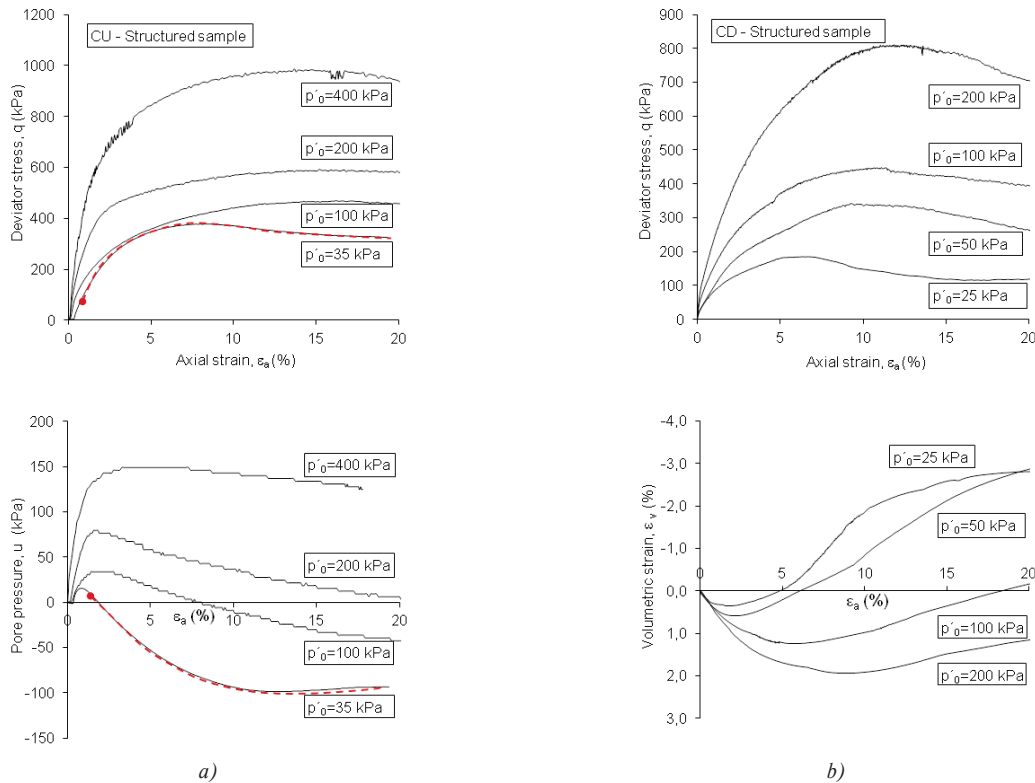 CU - Structured sample
1200
1000
800
600
400
200
0
Deviator stress, q (kPa)
p´0=400 kPa
p´0=200 kPa
p´0=100 kPa
p´0=35 kPa
0 5 10 15 20
Axial strain, εa (%)
CD - Structured sample
900
800
700
600
500
400
300
200
100
0
Deviator stress, q (kPa)
p´0=200 kPa
p´0=100 kPa
p´0=50 kPa
p´0=25 kPa
0 5 10 15 20
Axial strain, εa (%)
200
150
100
50
0
-50
-100
-150
Pore pressure, u (kPa)
p´0=400 kPa
p´0=200 kPa
0 5 10 15 20
εa (%)
p´0=100 kPa
p´0=35 kPa
a)
-4,0
-3,0
-2,0
-1,0
0,0
1,0
2,0
3,0
Volumetric strain, εv (%)
p´0=25 kPa
p´0=50 kPa
0 5 10 15 20
εa (%)
p´0=100 kPa
p´0=200 kPa
b)